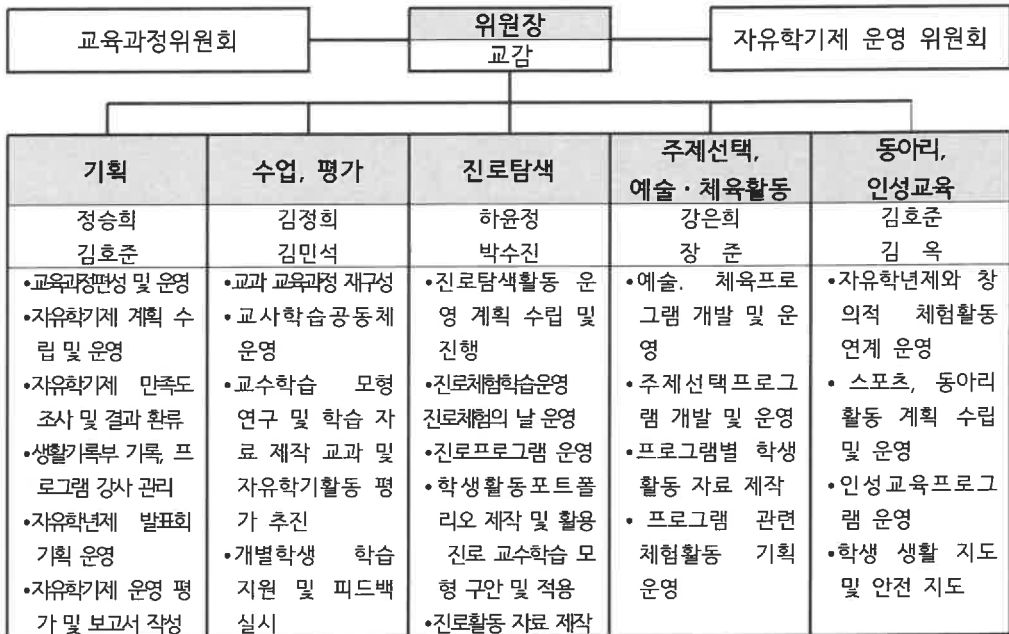 교육과정위원회
위원장
교감
자유학기제 운영 위원회
기획
정승희
김호준
•교육과정편성 및 운영
•자유학기제 계획 수
립 및 운영
•자유학기제 만족도
조사 및 결과 환류
•생활기록부 기록, 프
로그램 강사 관리
•자유학년제 발표회
기획 운영
•자유학기제 운영 평
가 및 보고서 작성
수업, 평가
김정희
김민석
•교과 교육과정 재구성
•교사학습공동체
운영
•교수학습 모형
연구 및 학습 자
료 제작 교과 및
자유학기활동 평
가 추진
•개별학생 학습
지원 및 피드백
실시
진로탐색
하윤정
박수진
•진로탐색활동 운
영 계획 수립 및
진행
•진로체험학습운영
진로체험의 날 운영
•진로프로그램 운영
•학생활동포트폴
리오 제작 및 활용
진로 교수학습 모
형 구안 및 적용
•진로활동 자료 제작
주제선택,
예술·체육활동
강은희
장 준
•예술. 체육프로
그램 개발 및 운
영
•주제선택프로그
램 개발 및 운영
•프로그램별 학생
활동 자료 제작
• 프로그램 관련
체험활동 기획
운영
동아리,
인성교육
김호준
김 옥
•자유학년제와 창
의적 체험활동
연계 운영
• 스포츠, 동아리
활동 계획 수립
및 운영
•인성교육프로그
램 운영
•학생 생활 지도
및 안전 지도